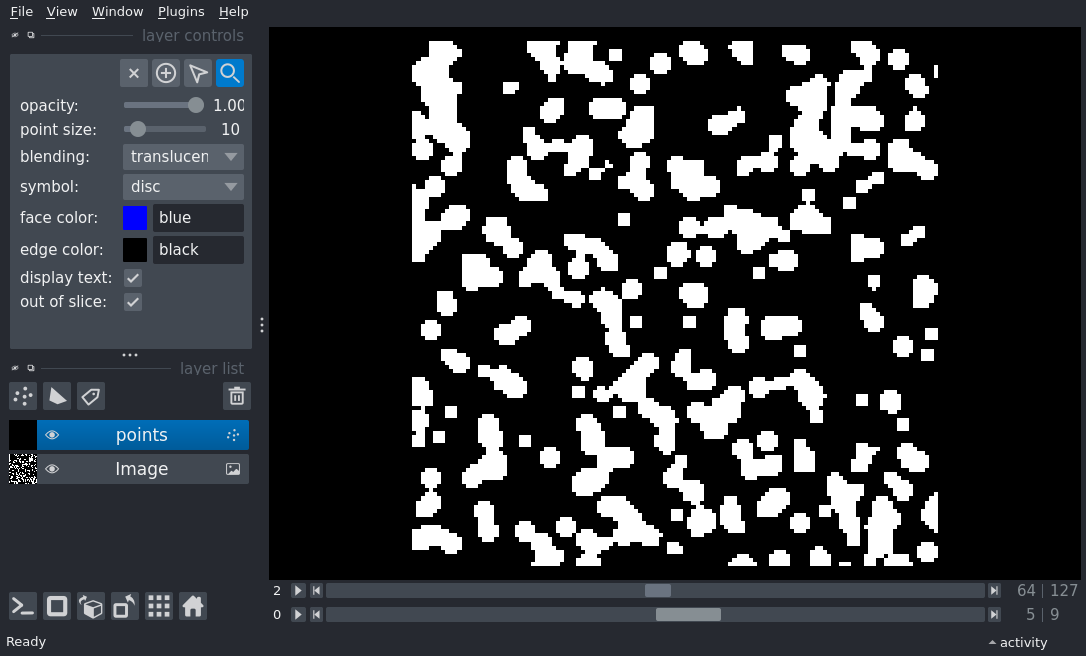 File View Window Plugins Help
layer controls
opacity: 1.00
point size: 10
blending: translucen
symbol: disc
face color: blue
edge color: black
display text:
out of slice:
layer list
points
Image
2 64 127
0 5 9
Ready activity